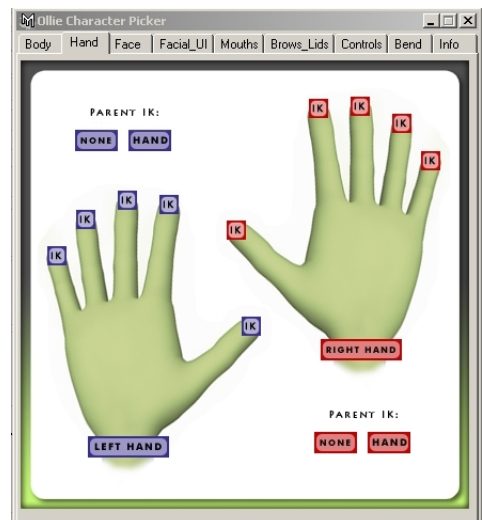 Ollie Character Picker
Body Hand Face Facial_UI Mouths Brows_Lids Controls Bend Info
PARENT IK:
NONE HAND
IK
IK
IK
IK
IK
LEFT HAND
IK
IK
IK
IK
IK
RIGHT HAND
PARENT IK:
NONE HAND